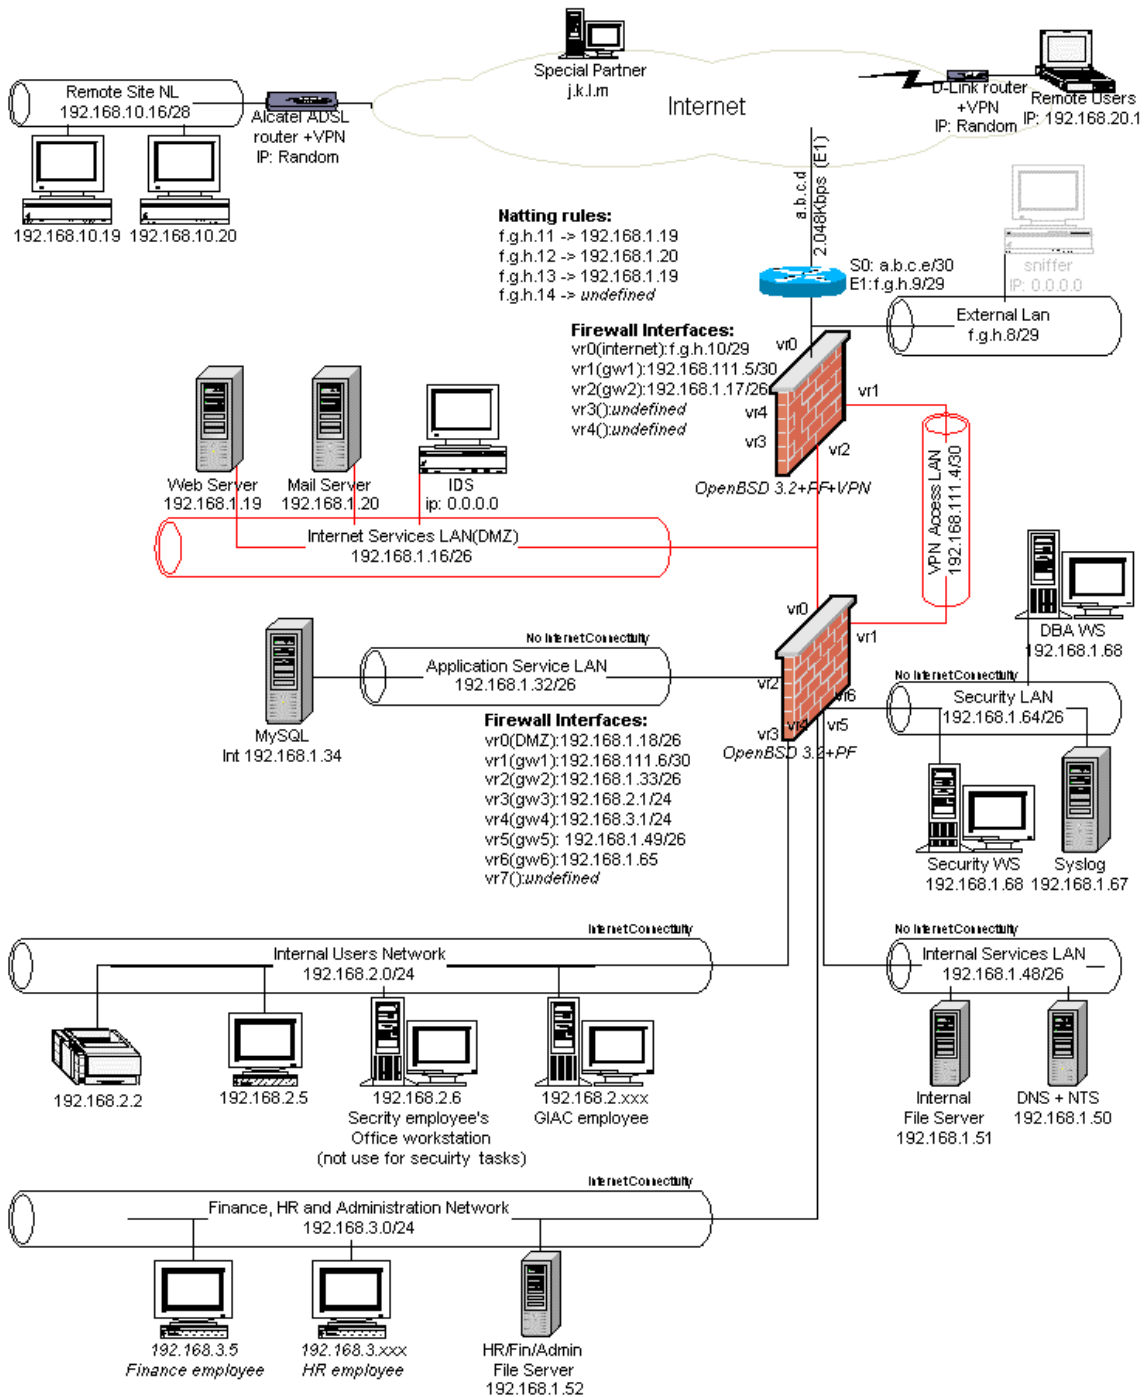 Special Partner
j.k.l.m
Internet
Remote Site NL
192.168.10.16/28
Alcatel ADSL
router +VPN
IP: Random
192.168.10.19
192.168.10.20
D-Link router
+VPN
IP: Random
Remote Users
IP: 192.168.20.1
a.b.c.d
2.048Kbps (E1)
Natting rules:
f.g.h.11 -> 192.168.1.19
f.g.h.12 -> 192.168.1.20
f.g.h.13 -> 192.168.1.19
f.g.h.14 -> undefined
sniffer
IP: 0.0.0.0
S0: a.b.c.e/30
E1:f.g.h.9/29
External Lan
f.g.h.8/29
Firewall Interfaces:
vr0(internet):f.g.h.10/29
vr1(gw1):192.168.111.5/30
vr2(gw2):192.168.1.17/26
vr3():undefined
vr4():undefined
vr0
vr1
vr4
vr3
vr2
OpenBSD 3.2+PF+VPN
Web Server
192.168.1.19
Mail Server
192.168.1.20
IDS
ip: 0.0.0.0
Internet Services LAN(DMZ)
192.168.1.16/26
VPN Access LAN
192.168.111.4/30
DBA WS
192.168.1.68
vr0
vr1
vr2
vr6
vr4
vr5
vr3
OpenBSD 3.2+PF
No Internet Connectivity
Application Service LAN
192.168.1.32/26
MySQL
Int 192.168.1.34
No Internet Connectivity
Security LAN
192.168.1.64/26
Firewall Interfaces:
vr0(DMZ):192.168.1.18/26
vr1(gw1):192.168.111.6/30
vr2(gw2):192.168.1.33/26
vr3(gw3):192.168.2.1/24
vr4(gw4):192.168.3.1/24
vr5(gw5): 192.168.1.49/26
vr6(gw6):192.168.1.65
vr7():undefined
Security WS
192.168.1.68
Syslog
192.168.1.67
Internet Connectivity
Internal Users Network
192.168.2.0/24
No Internet Connectivity
Internal Services LAN
192.168.1.48/26
192.168.2.2
192.168.2.5
192.168.2.6
Secrity employee's
Office workstation
(not use for secuirty tasks)
192.168.2.xxx
GIAC employee
Internal
File Server
192.168.1.51
DNS + NTS
192.168.1.50
Internet Connectivity
Finance, HR and Administration Network
192.168.3.0/24
192.168.3.5
Finance employee
192.168.3.xxx
HR employee
HR/Fin/Admin
File Server
192.168.1.52